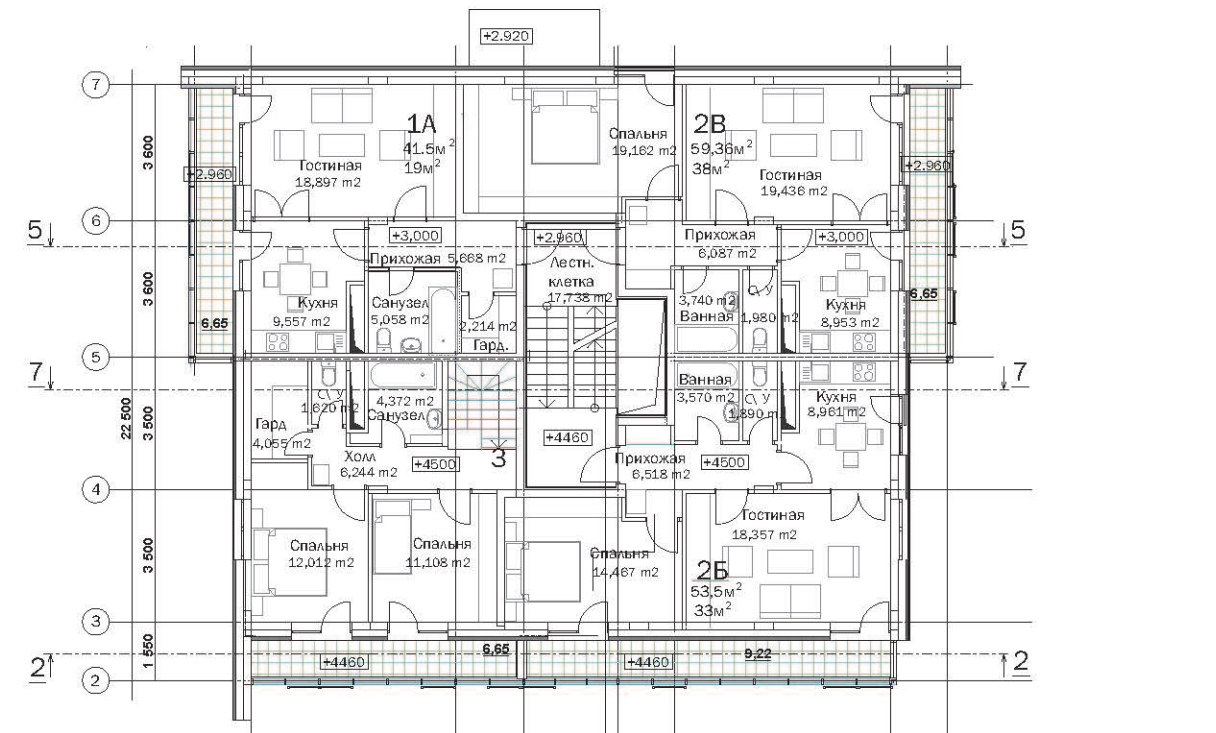 +2.920
7
1А
41.5м²
19м²
Гостиная
18,897 m2
Спальня
19,162 m2
2В
59,36м²
38м²
Гостиная
19,436 m2
+2.960
+2.960
3 600
6
5
5
+3,000
Прихожая 5,668 m2
+2,960
Лестн.
клетка
17,738 m2
Прихожая
6,087 m2
+3,000
3 600
Кухня
9,557 m2
Санузел
5,058 m2
2,214 m2
Гард.
3,740 m2
Ванная
С\ У
1,980 m2
Кухня
8,953 m2
6,65
6,65
5
7
7
22 500
3 500
С\ У
1,620 m2
4,372 m2
Санузел
Ванная
3,570 m2
С\ У
1,890 m2
Кухня
8,961 m2
Гард
4,055 m2
+4460
Холл
6,244 m2
+4500
3
Прихожая
6,518 m2
+4500
4
3 500
Спальня
12,012 m2
Спальня
11,108 m2
Спальня
14,467 m2
Гостиная
18,357 m2
2Б
53,5м²
33м²
3
1 550
6,65
9,22
+4460
+4460
2
2
2